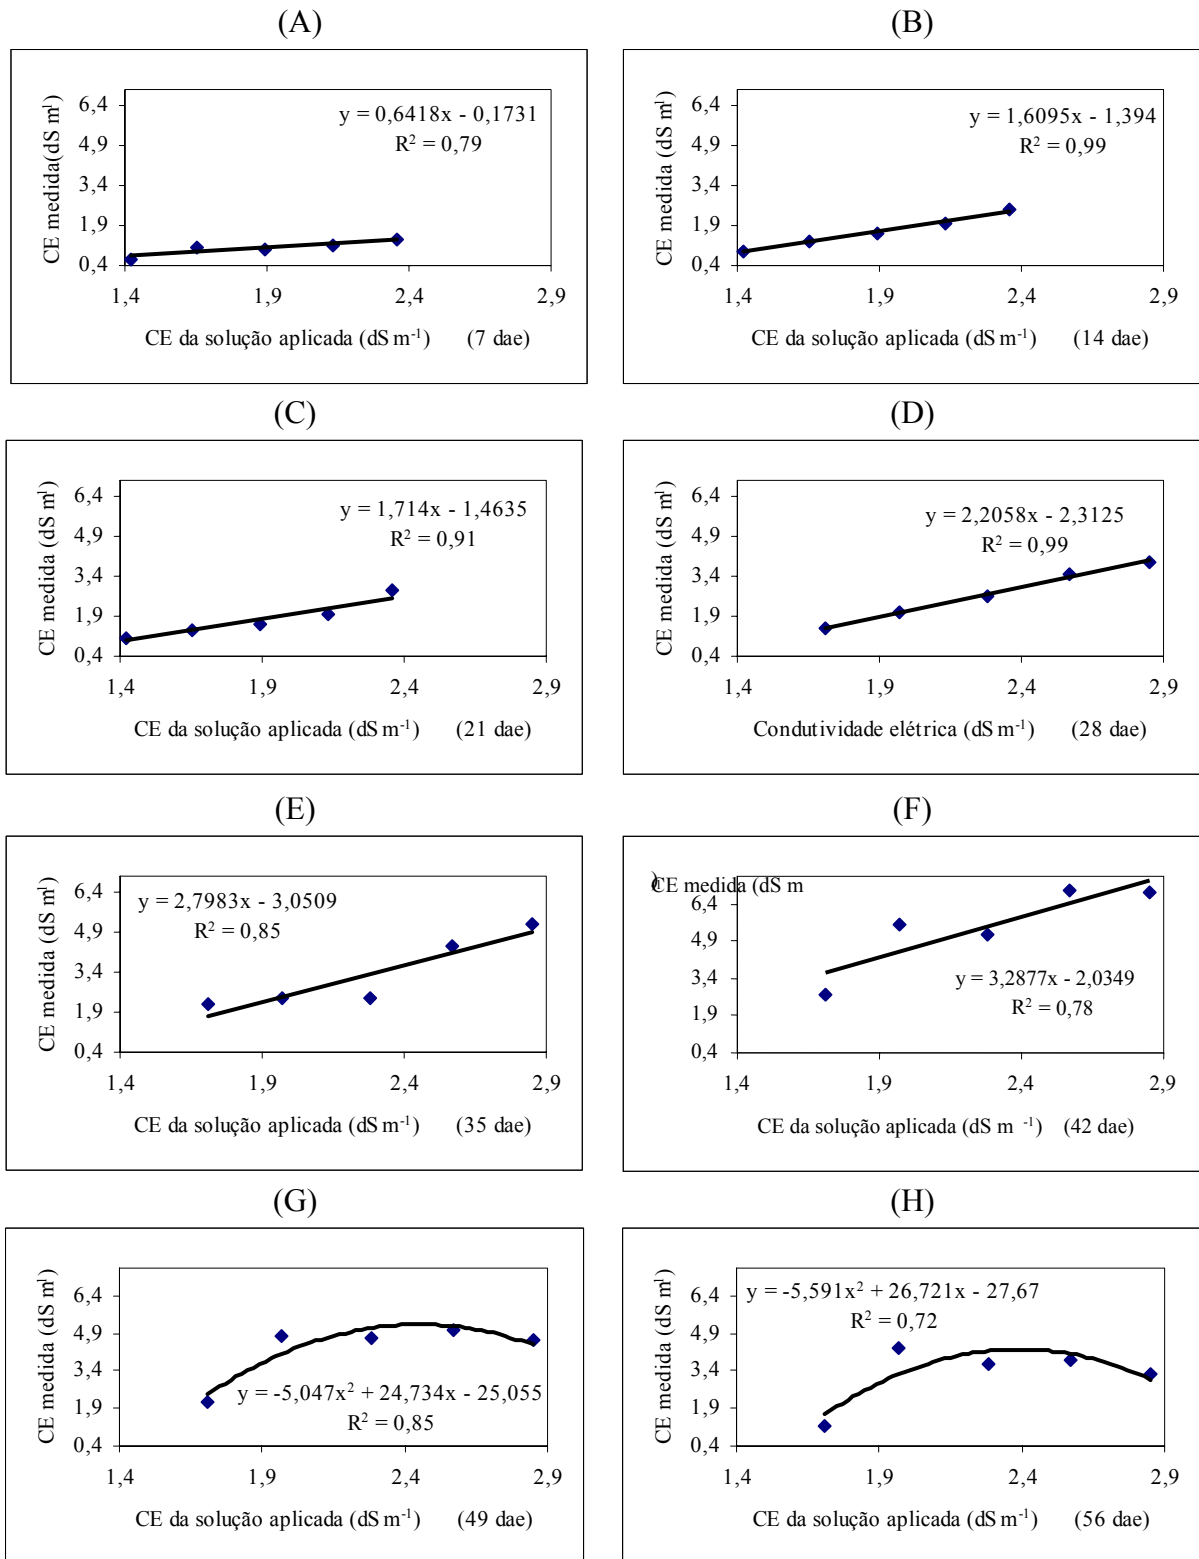 (A)
CE medida(dS m¹)
6,4
4,9
3,4
1,9
0,4
y = 0,6418x - 0,1731
R² = 0,79
1,4 1,9 2,4 2,9
CE da solução aplicada (dS m⁻¹) (7 dae)
(B)
CE medida (dS m¹)
6,4
4,9
3,4
1,9
0,4
y = 1,6095x - 1,394
R² = 0,99
1,4 1,9 2,4 2,9
CE da solução aplicada (dS m⁻¹) (14 dae)
(C)
CE medida (dS m¹)
6,4
4,9
3,4
1,9
0,4
y = 1,714x - 1,4635
R² = 0,91
1,4 1,9 2,4 2,9
CE da solução aplicada (dS m⁻¹) (21 dae)
(D)
CE medida (dS m¹)
6,4
4,9
3,4
1,9
0,4
y = 2,2058x - 2,3125
R² = 0,99
1,4 1,9 2,4 2,9
Condutividade elétrica (dS m⁻¹) (28 dae)
(E)
CE medida (dS m¹)
6,4
4,9
3,4
1,9
0,4
y = 2,7983x - 3,0509
R² = 0,85
1,4 1,9 2,4 2,9
CE da solução aplicada (dS m⁻¹) (35 dae)
(F)
CE medida (dS m
6,4
4,9
3,4
1,9
0,4
y = 3,2877x - 2,0349
R² = 0,78
1,4 1,9 2,4 2,9
CE da solução aplicada (dS m ⁻¹) (42 dae)
(G)
CE medida (dS m¹)
6,4
4,9
3,4
1,9
0,4
y = -5,047x² + 24,734x - 25,055
R² = 0,85
1,4 1,9 2,4 2,9
CE da solução aplicada (dS m⁻¹) (49 dae)
(H)
CE medida (dS m¹)
6,4
4,9
3,4
1,9
0,4
y = -5,591x² + 26,721x - 27,67
R² = 0,72
1,4 1,9 2,4 2,9
CE da solução aplicada (dS m⁻¹) (56 dae)